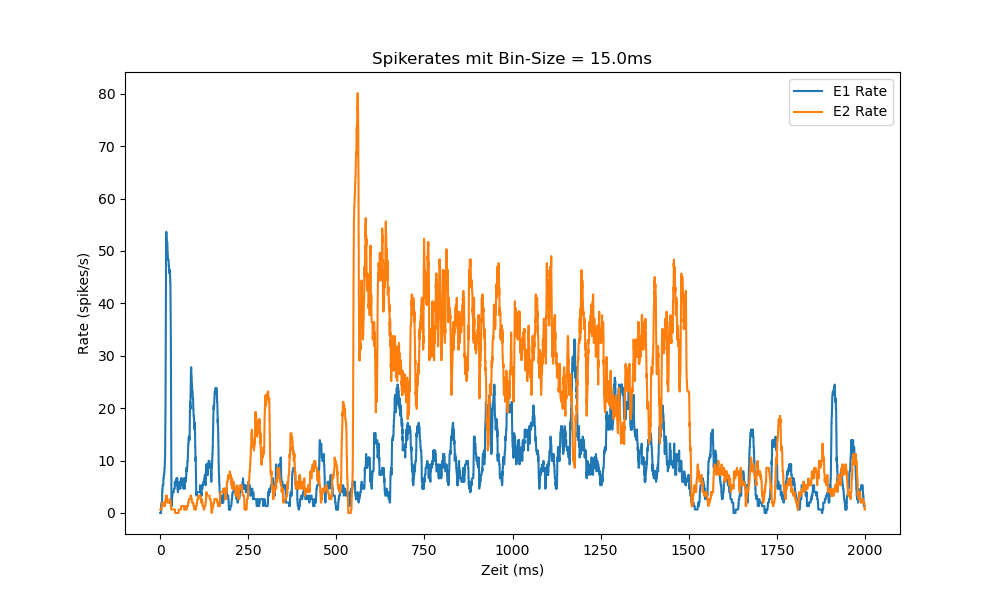 Spikerates mit Bin-Size = 15.0ms
E1 Rate
E2 Rate
Rate (spikes/s)
80
70
60
50
40
30
20
10
0
0 250 500 750 1000 1250 1500 1750 2000
Zeit (ms)